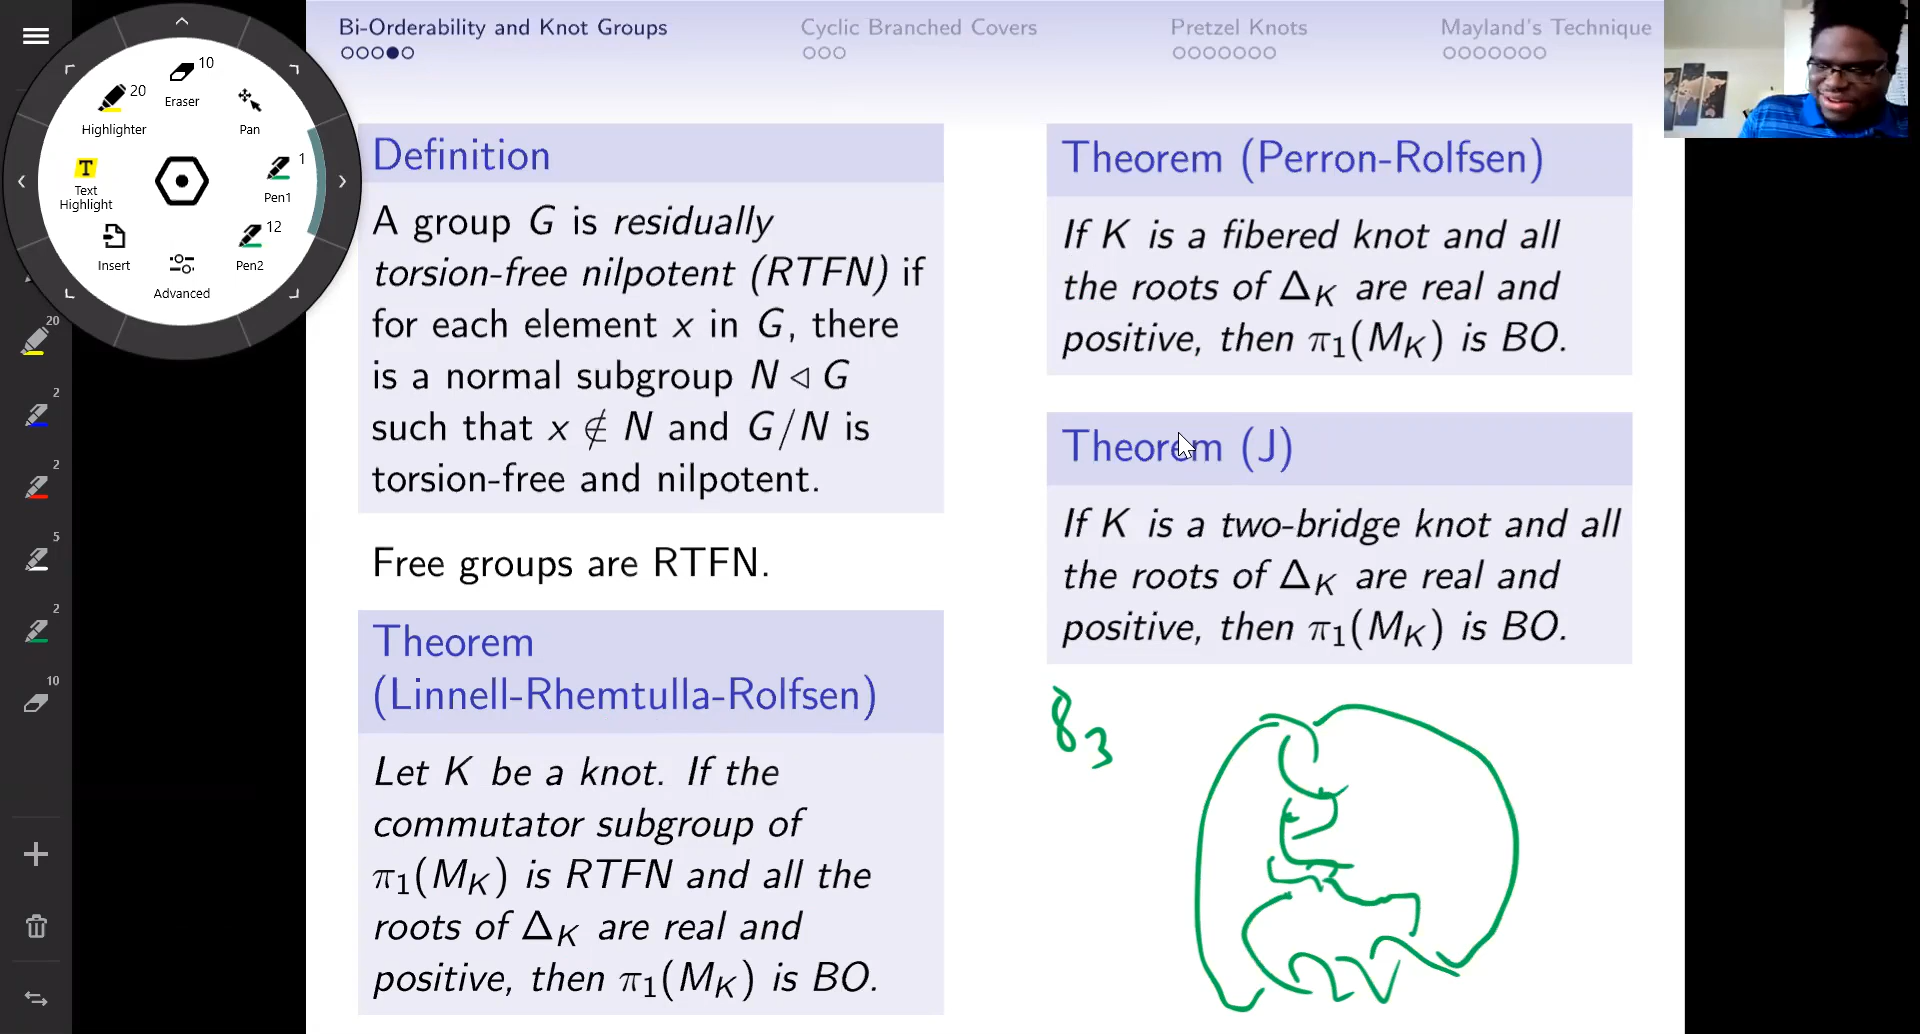 Bi-Orderability and Knot Groups
Cyclic Branched Covers
Pretzel Knots
Mayland's Technique
10
Eraser
20
Highlighter
Pan
T
Text
Highlight
1
Pen1
12
Pen2
Insert
Advanced
20
2
2
5
2
10
Definition
A group G is residually
torsion-free nilpotent (RTFN) if
for each element x in G, there
is a normal subgroup N ◁ G
such that x ∉ N and G/N is
torsion-free and nilpotent.
Free groups are RTFN.
Theorem
(Linnell-Rhemtulla-Rolfsen)
Let K be a knot. If the
commutator subgroup of
π₁(M_K) is RTFN and all the
roots of Δ_K are real and
positive, then π₁(M_K) is BO.
Theorem (Perron-Rolfsen)
If K is a fibered knot and all
the roots of Δ_K are real and
positive, then π₁(M_K) is BO.
Theorem (J)
If K is a two-bridge knot and all
the roots of Δ_K are real and
positive, then π₁(M_K) is BO.
8₃